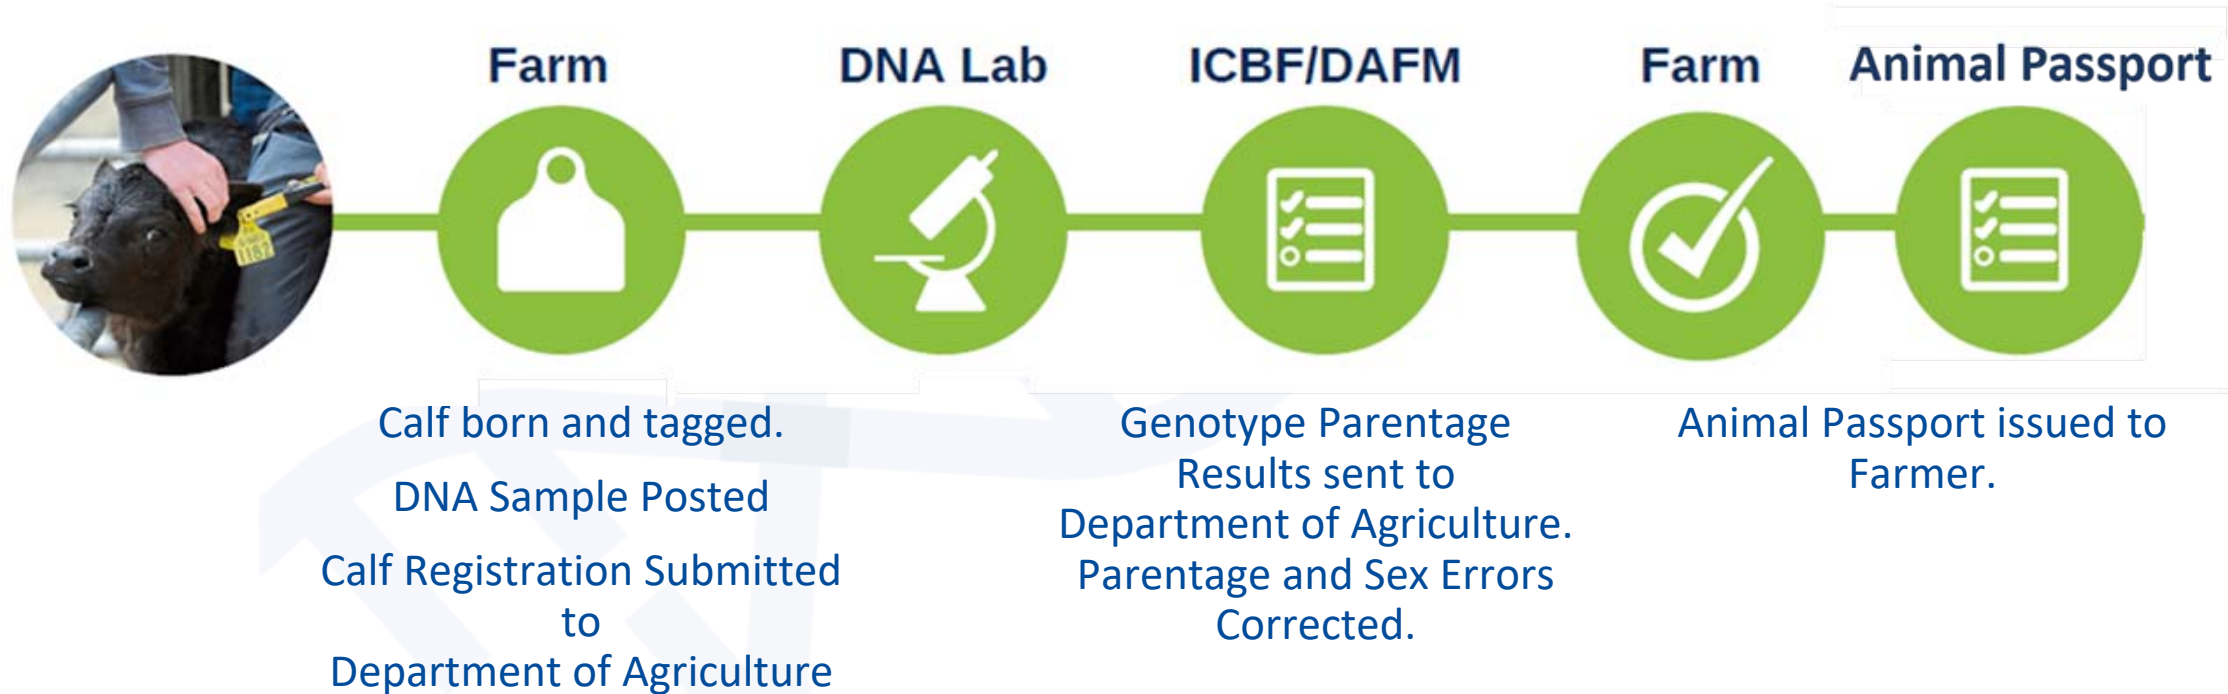 Farm
DNA Lab
ICBF/DAFM
Farm
Animal Passport
1182
Calf born and tagged.
DNA Sample Posted
Calf Registration Submitted
to
Department of Agriculture
Genotype Parentage
Results sent to
Department of Agriculture.
Parentage and Sex Errors
Corrected.
Animal Passport issued to
Farmer.